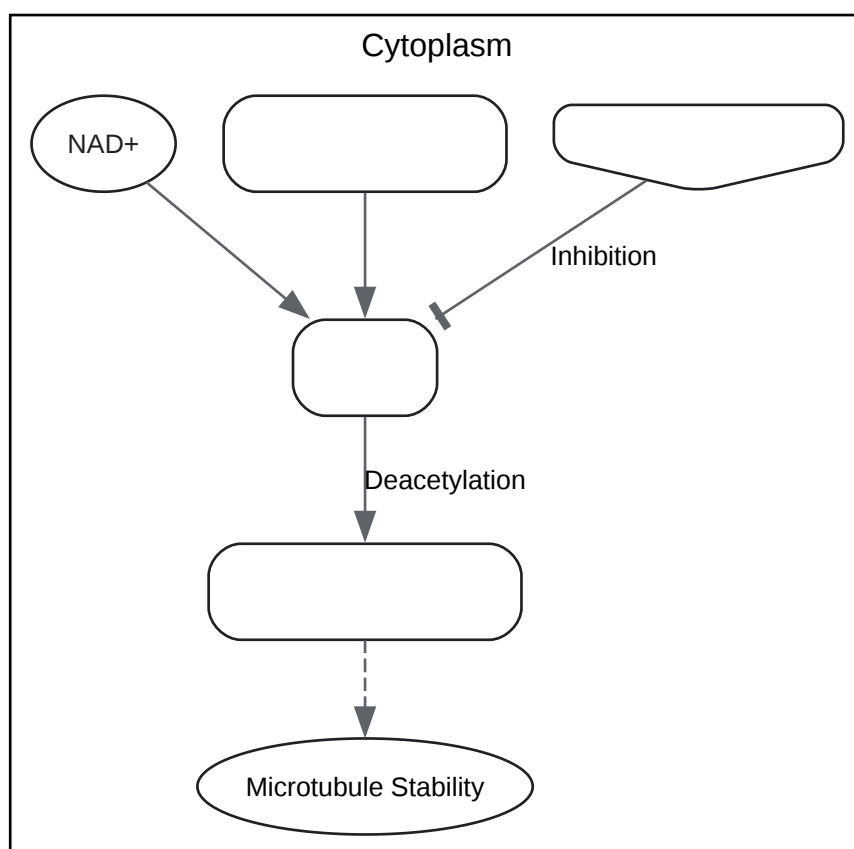 Cytoplasm
NAD+
Inhibition
Deacetylation
Microtubule Stability